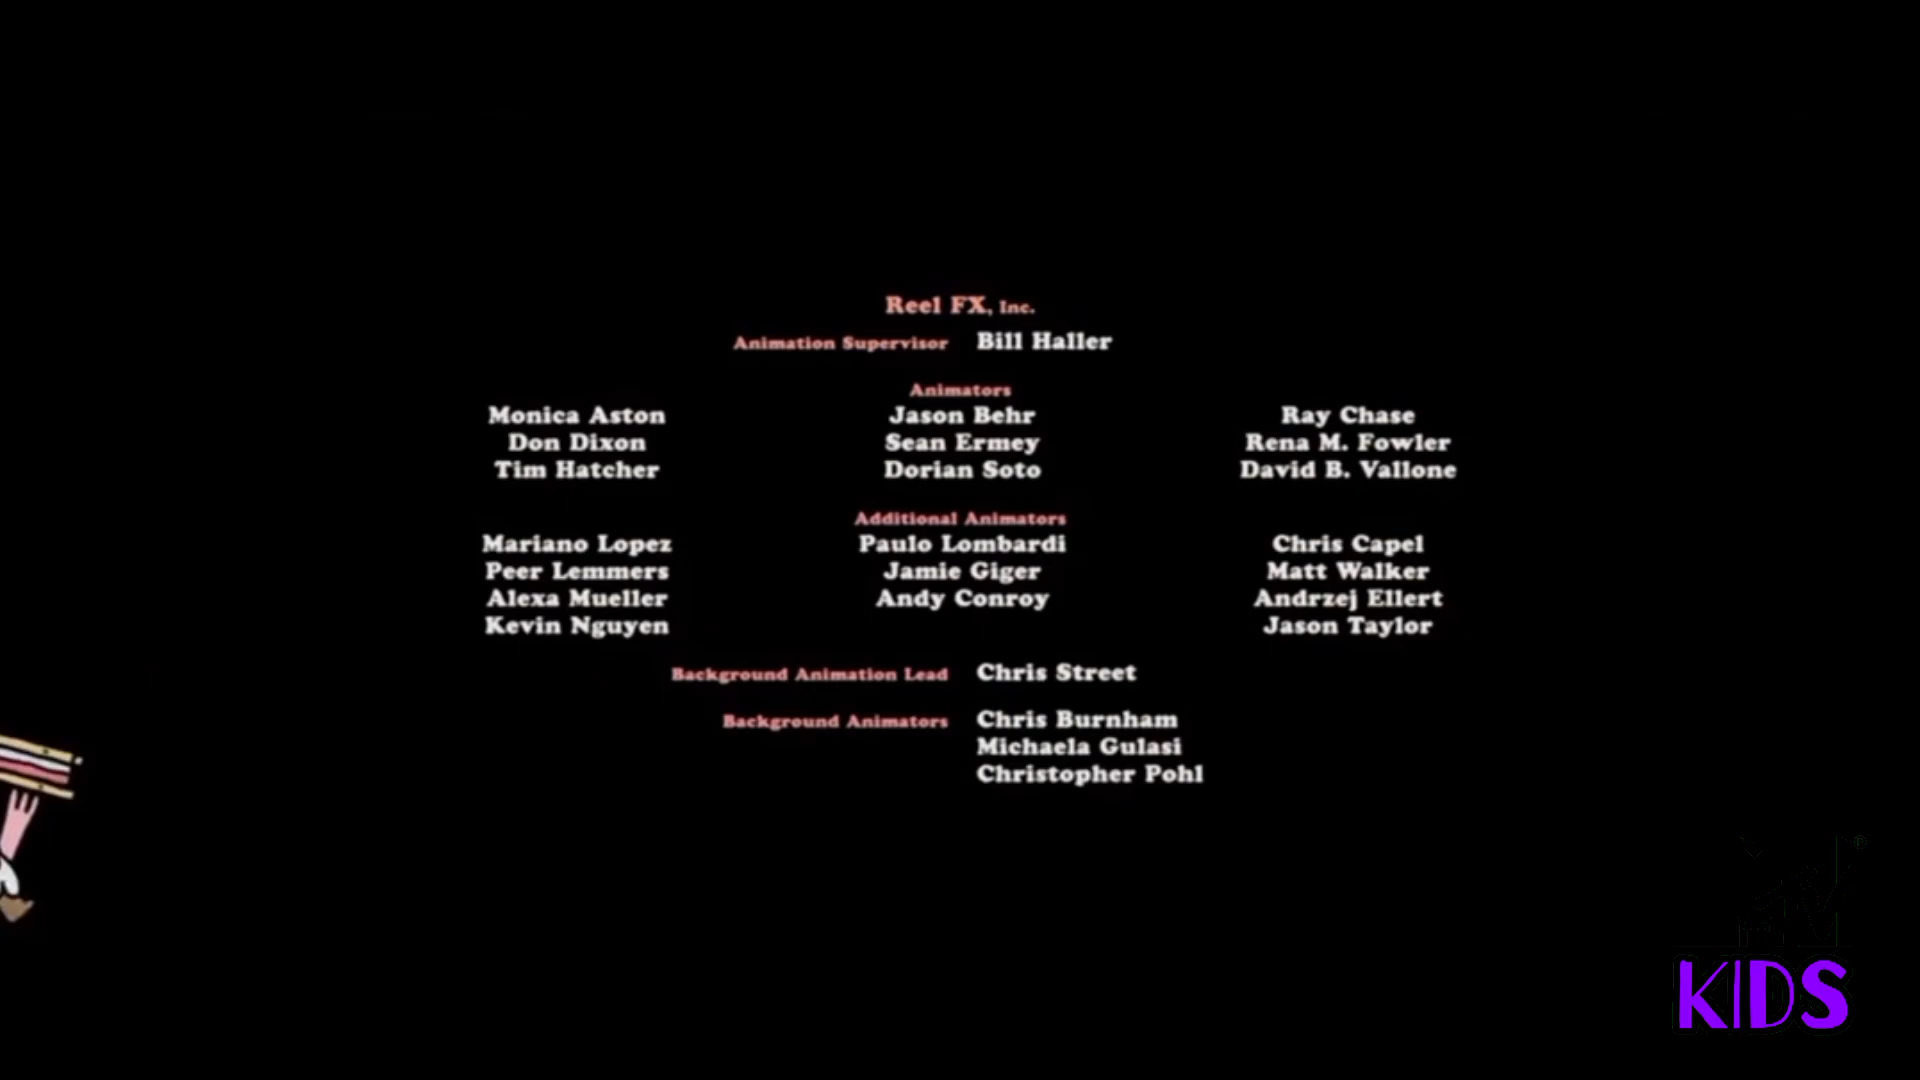 Reel FX, Inc.
Animation Supervisor Bill Haller
Animators
Monica Aston Jason Behr Ray Chase
Don Dixon Sean Ermey Rena M. Fowler
Tim Hatcher Dorian Soto David B. Vallone
Additional Animators
Mariano Lopez Paulo Lombardi Chris Capel
Peer Lemmers Jamie Giger Matt Walker
Alexa Mueller Andy Conroy Andrzej Ellert
Kevin Nguyen Jason Taylor
Background Animation Lead Chris Street
Background Animators Chris Burnham
Michaela Gulasi
Christopher Pohl
KIDS